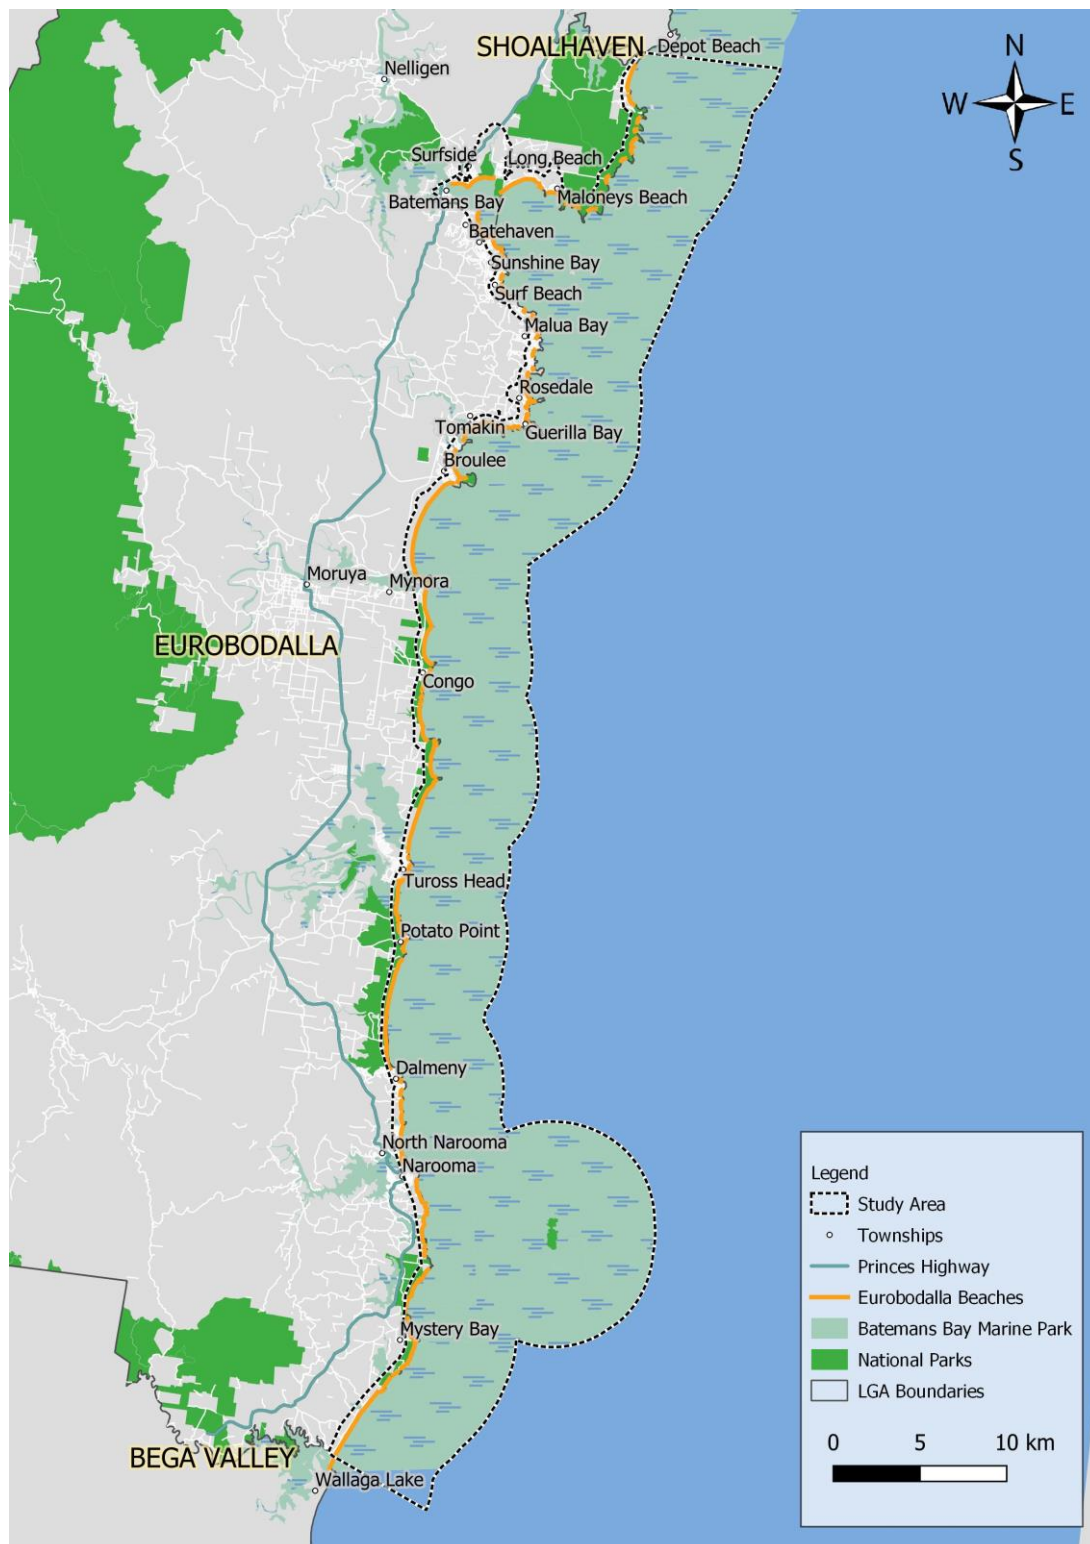 SHOALHAVEN
Depot Beach
N
Nelligen
W
E
S
Surfside
Long Beach
Batemans Bay
Maloneys Beach
Batehaven
Sunshine Bay
Surf Beach
Malua Bay
Rosedale
Tomakin
Guerilla Bay
Broulee
Moruya
Mynora
EUROBODALLA
Congo
Tuross Head
Potato Point
Dalmeny
North Narooma
Narooma
Mystery Bay
BEGA VALLEY
Wallaga Lake
Legend
Study Area
Townships
Princes Highway
Eurobodalla Beaches
Batemans Bay Marine Park
National Parks
LGA Boundaries
0 5 10 km